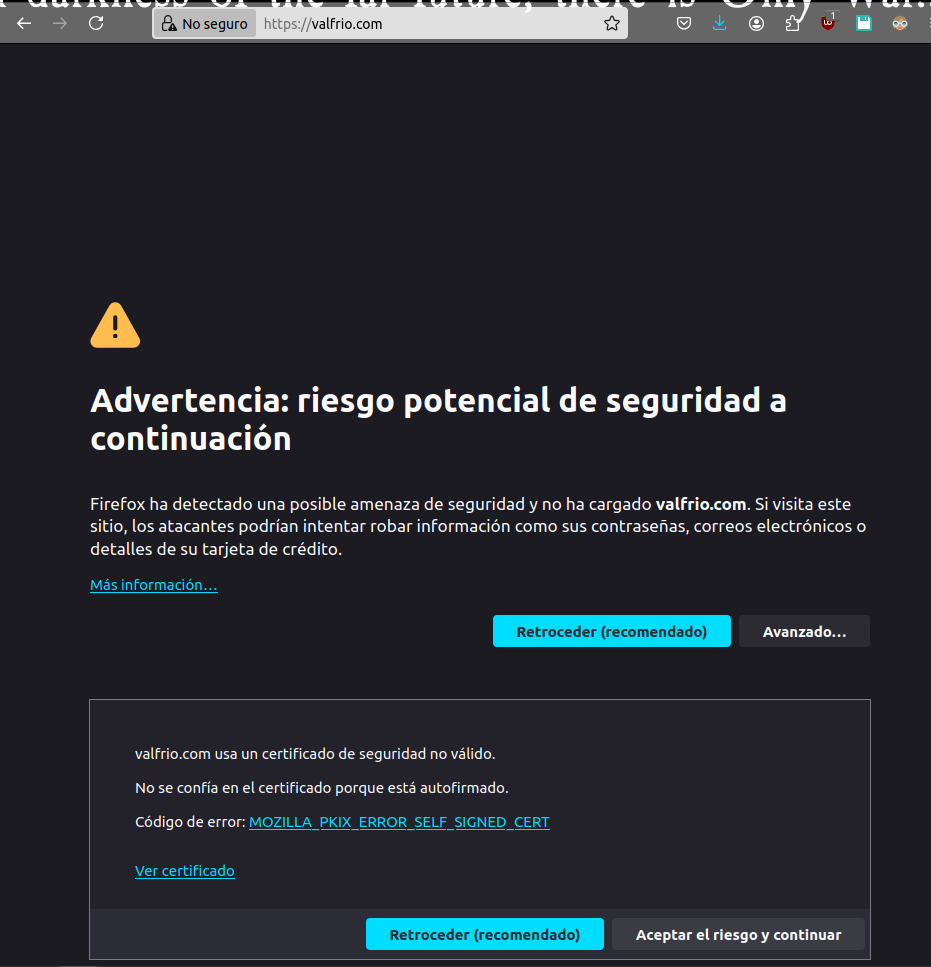 darkness of the far future, there is Only War.
No seguro https://valfrio.com
1
Advertencia: riesgo potencial de seguridad a
continuación
Firefox ha detectado una posible amenaza de seguridad y no ha cargado valfrio.com. Si visita este
sitio, los atacantes podrían intentar robar información como sus contraseñas, correos electrónicos o
detalles de su tarjeta de crédito.
Más información…
Retroceder (recomendado) Avanzado…
valfrio.com usa un certificado de seguridad no válido.
No se confía en el certificado porque está autofirmado.
Código de error: MOZILLA_PKIX_ERROR_SELF_SIGNED_CERT
Ver certificado
Retroceder (recomendado) Aceptar el riesgo y continuar